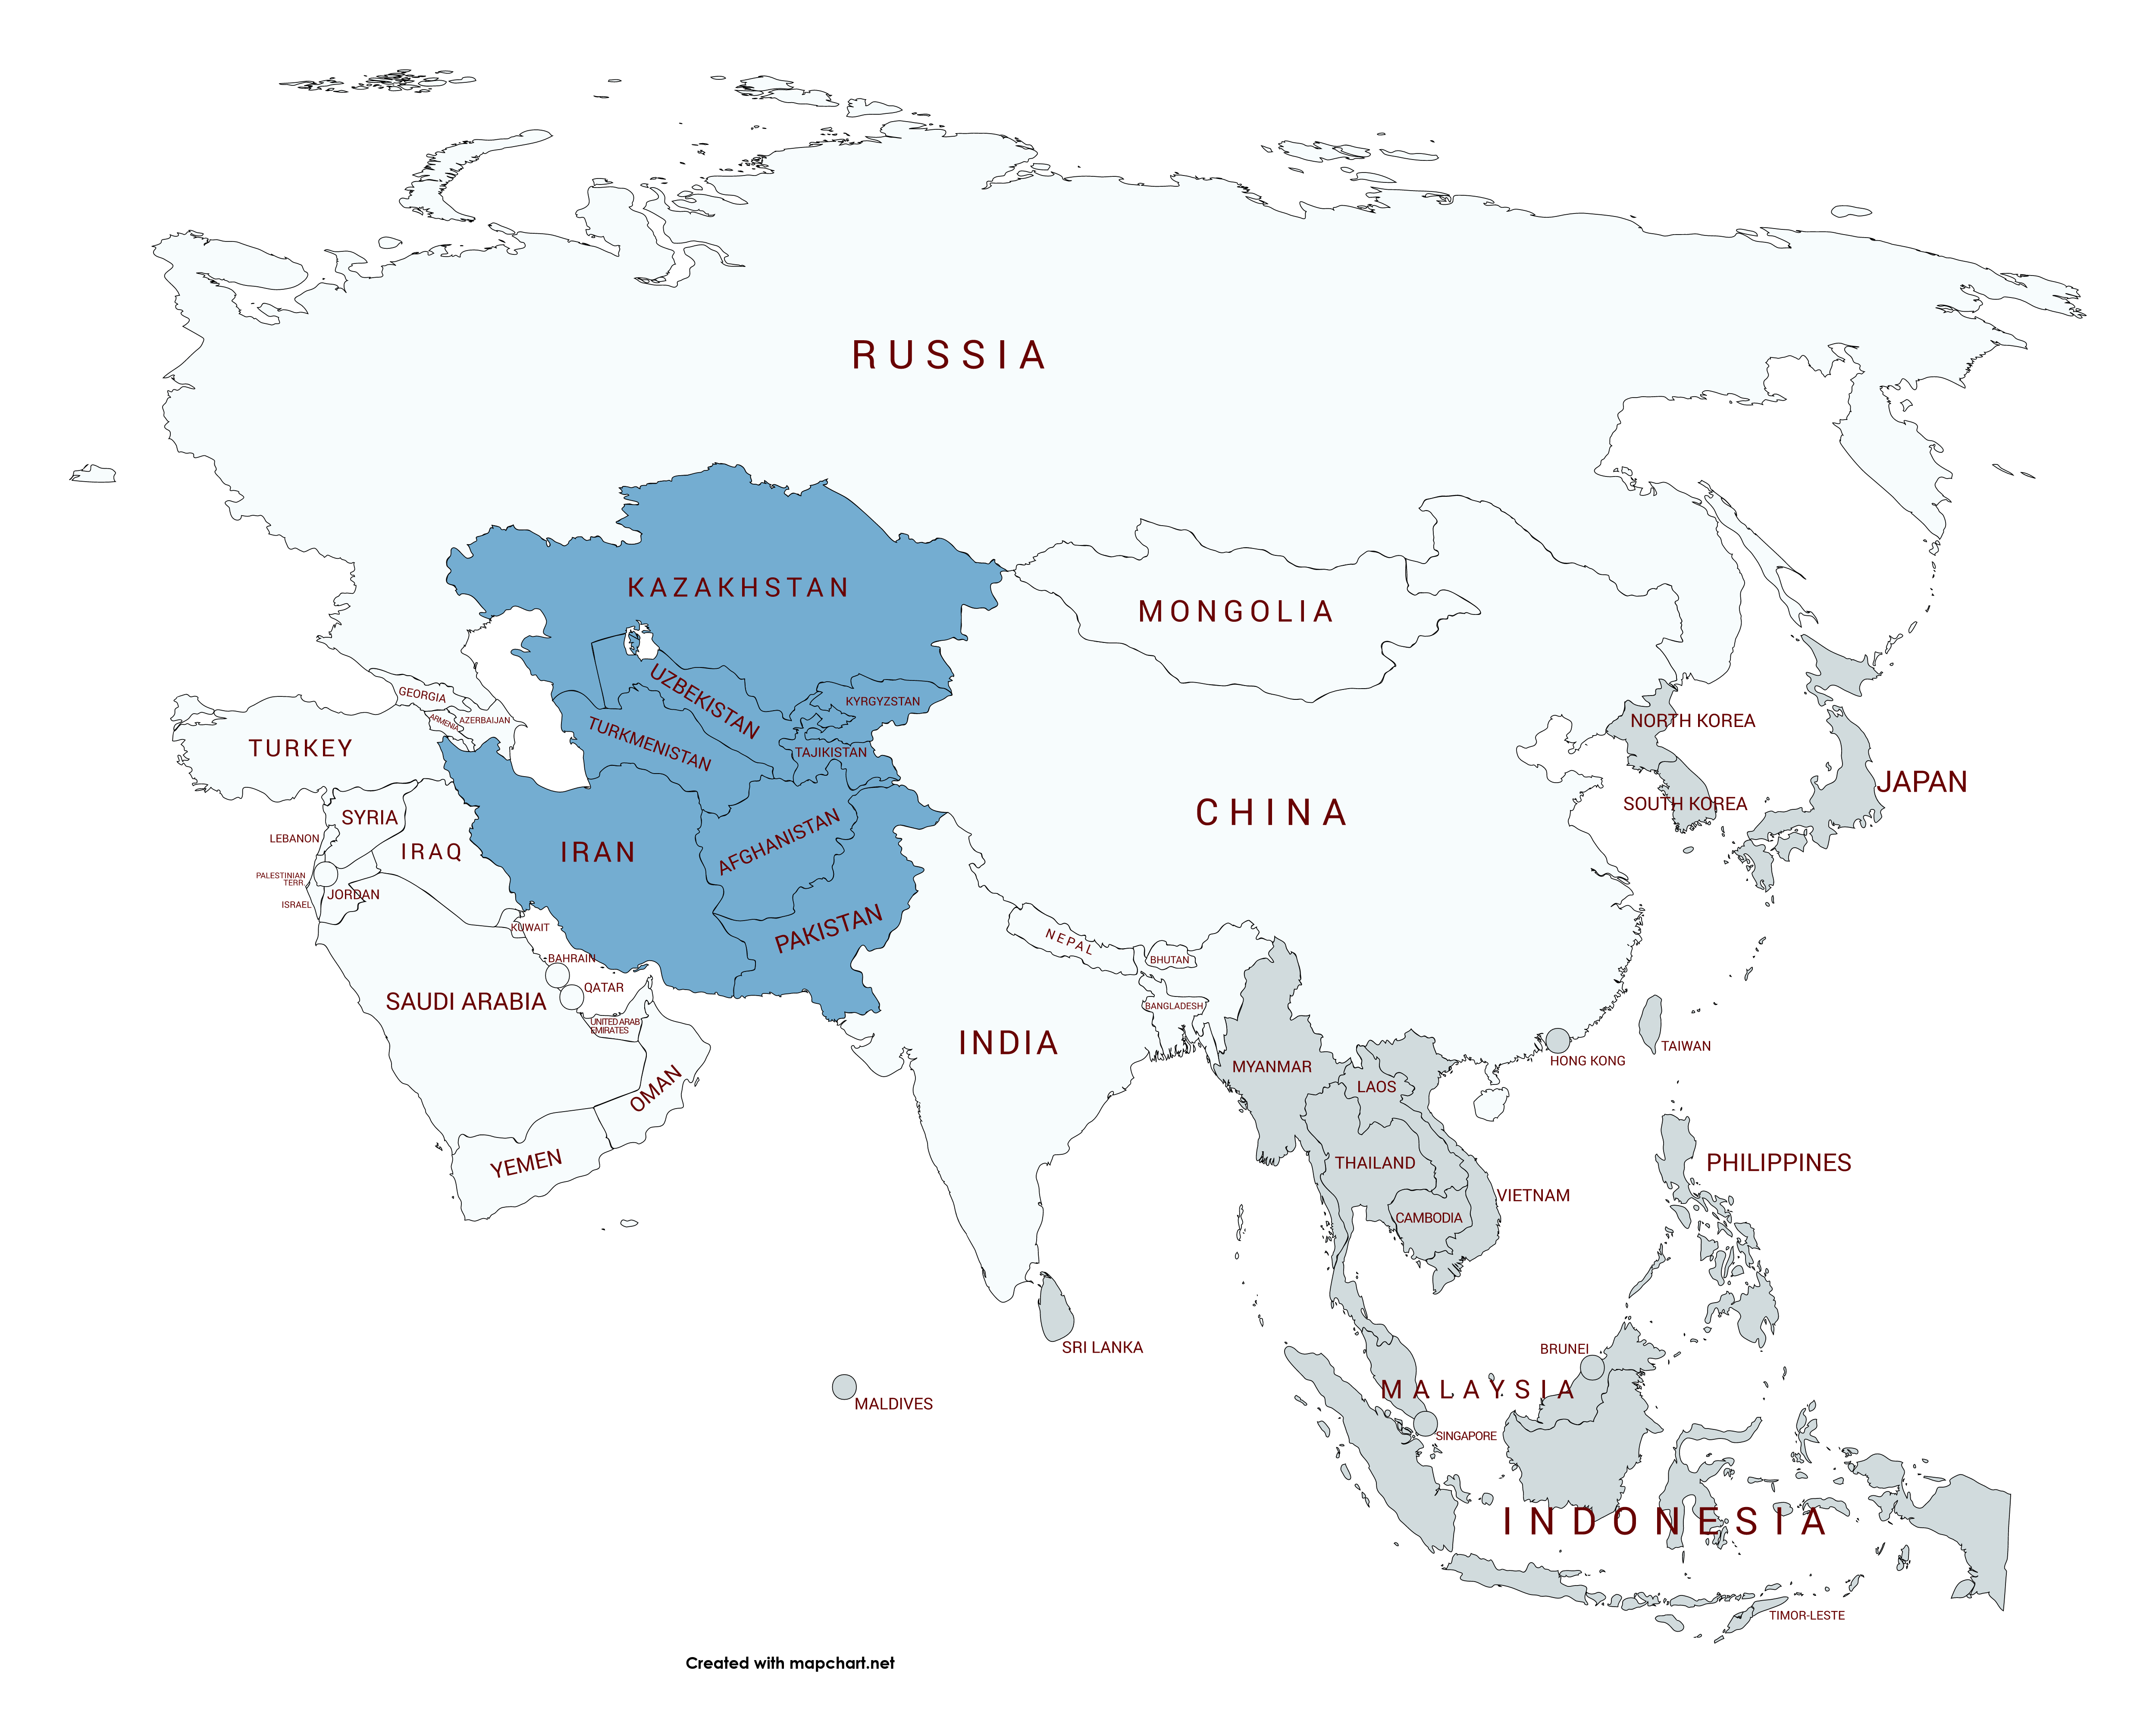 RUSSIA
KAZAKHSTAN
MONGOLIA
UZBEKISTAN
KYRGYZSTAN
GEORGIA
ARMENIA
AZERBAIJAN
TURKMENISTAN
TAJIKISTAN
TURKEY
NORTH KOREA
JAPAN
SOUTH KOREA
CHINA
SYRIA
LEBANON
IRAQ
IRAN
AFGHANISTAN
PALESTINIAN
TERR.
JORDAN
ISRAEL
KUWAIT
PAKISTAN
NEPAL
BHUTAN
BAHRAIN
QATAR
SAUDI ARABIA
BANGLADESH
UNITED ARAB
EMIRATES
INDIA
TAIWAN
HONG KONG
MYANMAR
LAOS
OMAN
YEMEN
THAILAND
PHILIPPINES
VIETNAM
CAMBODIA
SRI LANKA
BRUNEI
MALAYSIA
MALDIVES
SINGAPORE
INDONESIA
TIMOR-LESTE
Created with mapchart.net